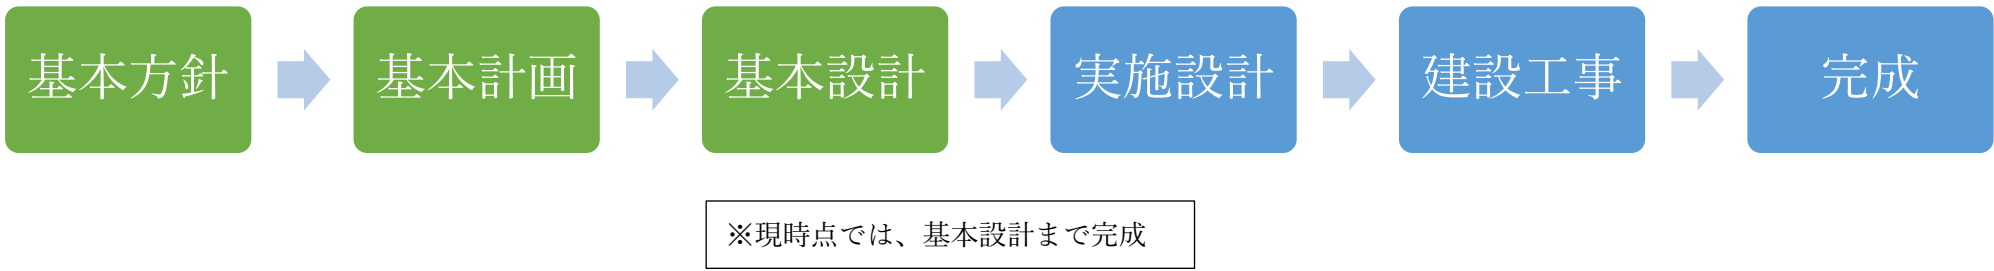 基本方針
基本計画
基本設計
実施設計
建設工事
完成
※現時点では、基本設計まで完成